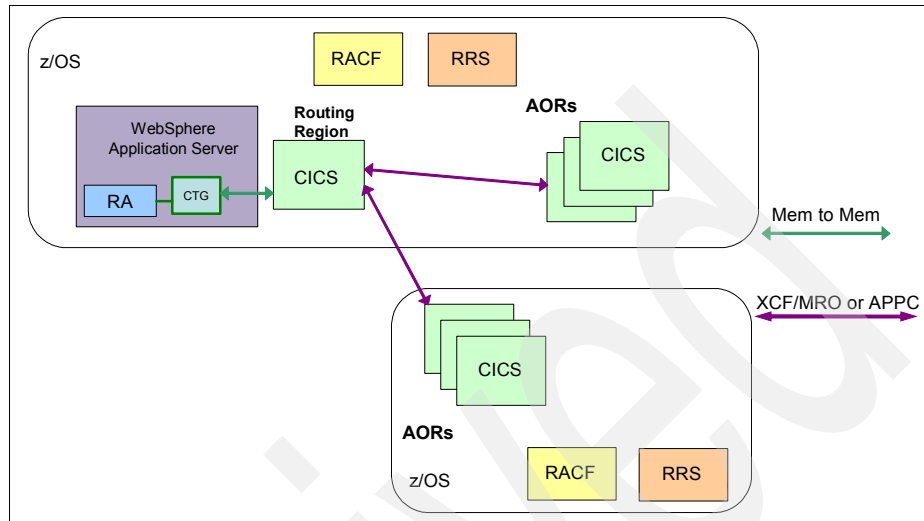 z/OS
RACF
RRS
WebSphere
Application Server
RA
CTG
Routing
Region
CICS
AORs
CICS
Mem to Mem
XCF/MRO or APPC
CICS
AORs
z/OS
RACF
RRS